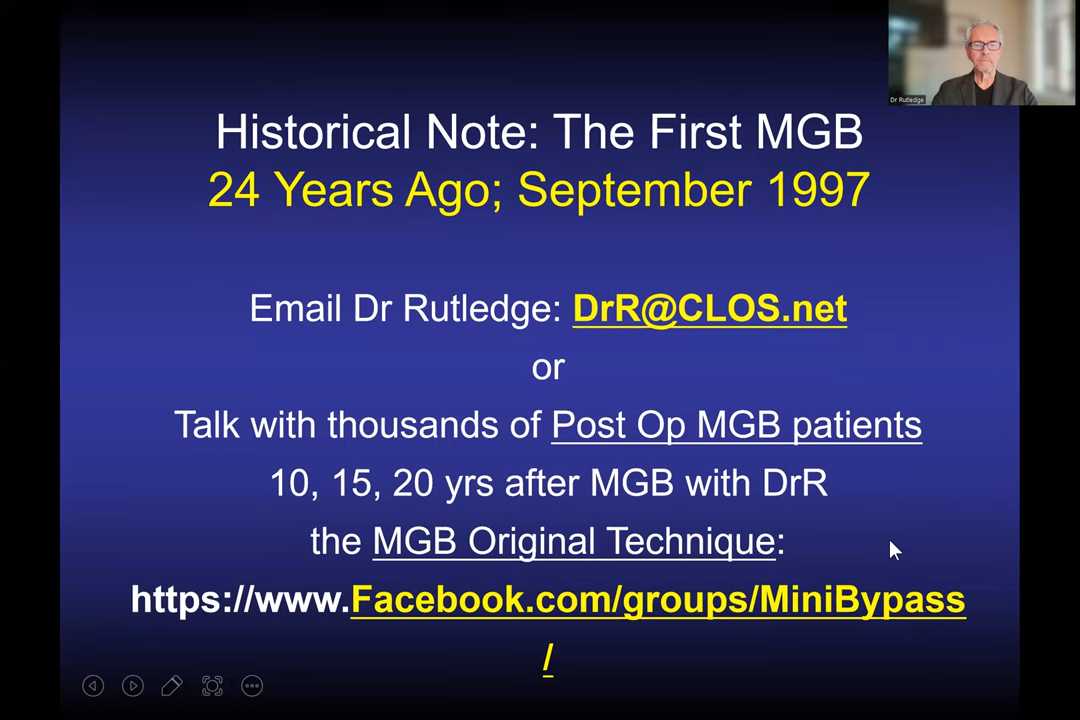 Dr Rutledge
Historical Note: The First MGB
24 Years Ago; September 1997
Email Dr Rutledge: DrR@CLOS.net
or
Talk with thousands of Post Op MGB patients
10, 15, 20 yrs after MGB with DrR
the MGB Original Technique:
https://www.Facebook.com/groups/MiniBypass
/